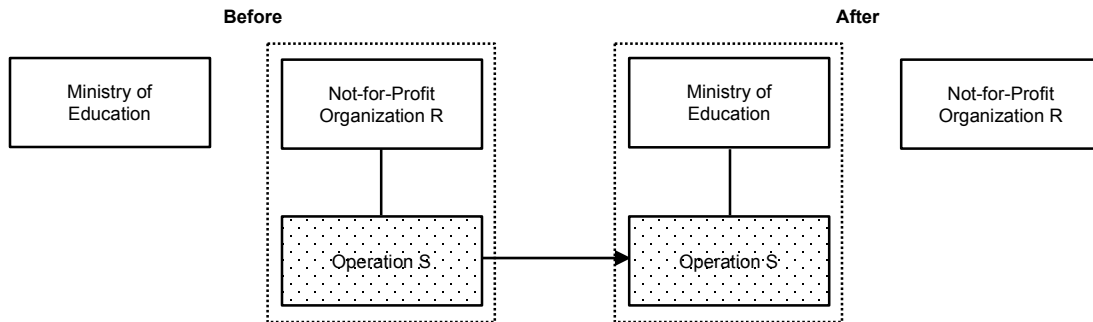 Before
After
Ministry of
Education
Not-for-Profit
Organization R
Ministry of
Education
Not-for-Profit
Organization R
Operation S
Operation S